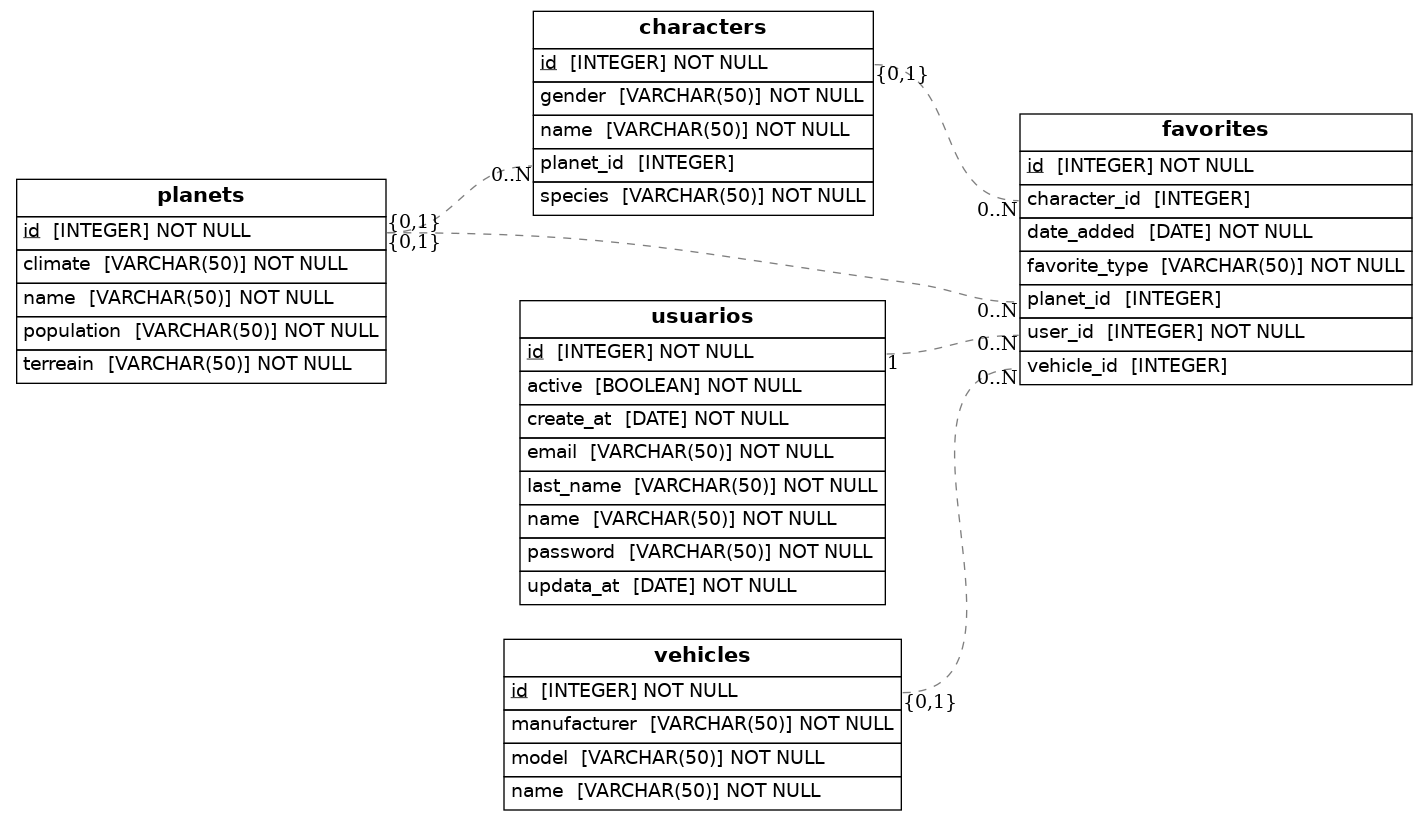 characters
id [INTEGER] NOT NULL
gender [VARCHAR(50)] NOT NULL
name [VARCHAR(50)] NOT NULL
planet_id [INTEGER]
species [VARCHAR(50)] NOT NULL
{0,1}
0..N
planets
id [INTEGER] NOT NULL
climate [VARCHAR(50)] NOT NULL
name [VARCHAR(50)] NOT NULL
population [VARCHAR(50)] NOT NULL
terreain [VARCHAR(50)] NOT NULL
{0,1}
{0,1}
favorites
id [INTEGER] NOT NULL
character_id [INTEGER]
date_added [DATE] NOT NULL
favorite_type [VARCHAR(50)] NOT NULL
planet_id [INTEGER]
user_id [INTEGER] NOT NULL
vehicle_id [INTEGER]
0..N
0..N
0..N
0..N
usuarios
id [INTEGER] NOT NULL
active [BOOLEAN] NOT NULL
create_at [DATE] NOT NULL
email [VARCHAR(50)] NOT NULL
last_name [VARCHAR(50)] NOT NULL
name [VARCHAR(50)] NOT NULL
password [VARCHAR(50)] NOT NULL
updata_at [DATE] NOT NULL
1
vehicles
id [INTEGER] NOT NULL
manufacturer [VARCHAR(50)] NOT NULL
model [VARCHAR(50)] NOT NULL
name [VARCHAR(50)] NOT NULL
{0,1}